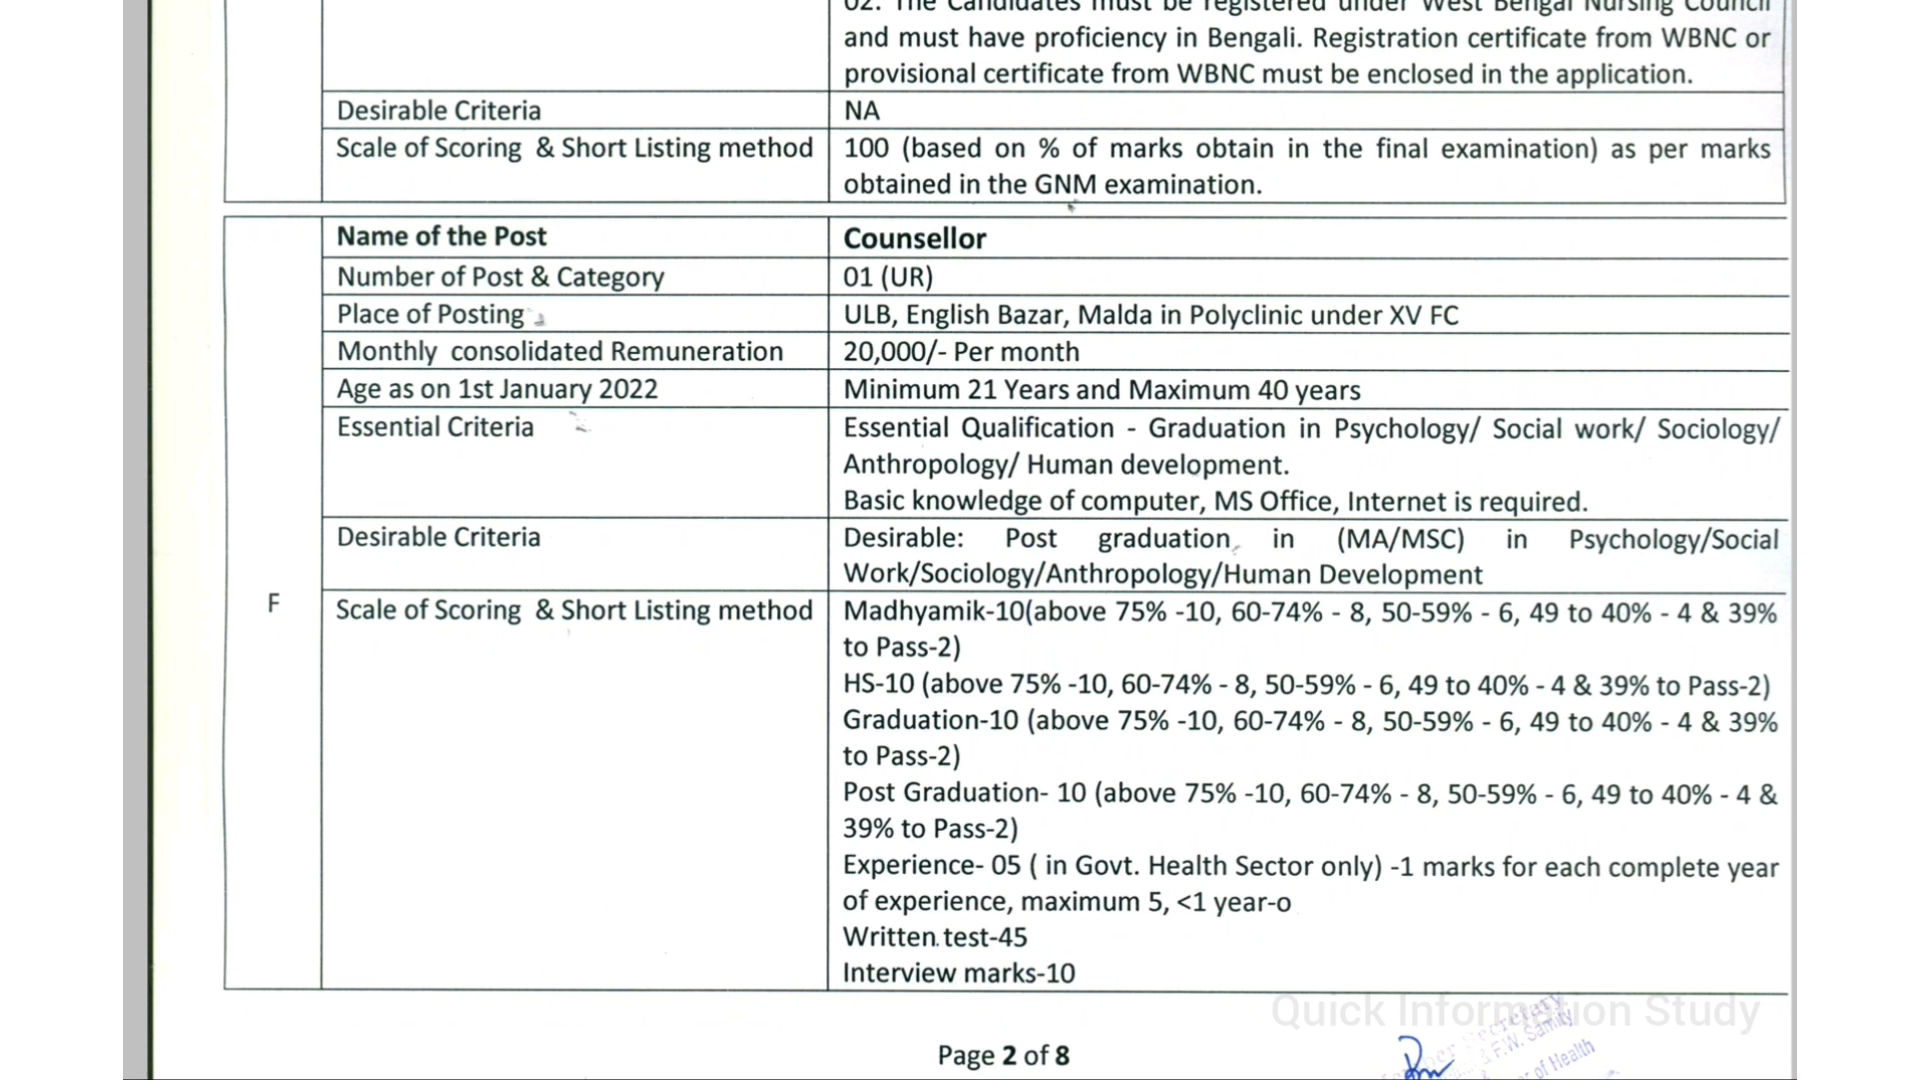 02. The Candidates must be registered under West Bengal Nursing Council
and must have proficiency in Bengali. Registration certificate from WBNC or
provisional certificate from WBNC must be enclosed in the application.
Desirable Criteria NA
Scale of Scoring & Short Listing method 100 (based on % of marks obtain in the final examination) as per marks
obtained in the GNM examination.
Name of the Post Counsellor
Number of Post & Category 01 (UR)
Place of Posting ULB, English Bazar, Malda in Polyclinic under XV FC
Monthly consolidated Remuneration 20,000/- Per month
Age as on 1st January 2022 Minimum 21 Years and Maximum 40 years
Essential Criteria Essential Qualification - Graduation in Psychology/ Social work/ Sociology/
Anthropology/ Human development.
Basic knowledge of computer, MS Office, Internet is required.
Desirable Criteria Desirable: Post graduation in (MA/MSC) in Psychology/Social
Work/Sociology/Anthropology/Human Development
F Scale of Scoring & Short Listing method Madhyamik-10(above 75% -10, 60-74% - 8, 50-59% - 6, 49 to 40% - 4 & 39%
to Pass-2)
HS-10 (above 75% -10, 60-74% - 8, 50-59% - 6, 49 to 40% - 4 & 39% to Pass-2)
Graduation-10 (above 75% -10, 60-74% - 8, 50-59% - 6, 49 to 40% - 4 & 39%
to Pass-2)
Post Graduation- 10 (above 75% -10, 60-74% - 8, 50-59% - 6, 49 to 40% - 4 &
39% to Pass-2)
Experience- 05 ( in Govt. Health Sector only) -1 marks for each complete year
of experience, maximum 5, <1 year-o
Written test-45
Interview marks-10
Quick Information Study
Secretary
F.W. Samity
of Health
Page 2 of 8